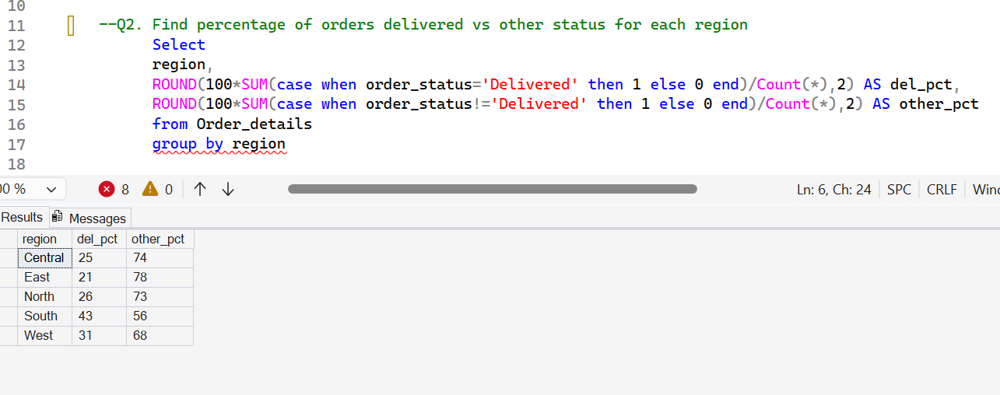 10
11 --Q2. Find percentage of orders delivered vs other status for each region
12 Select
13 region,
14 ROUND(100*SUM(case when order_status='Delivered' then 1 else 0 end)/Count(*),2) AS del_pct,
15 ROUND(100*SUM(case when order_status!='Delivered' then 1 else 0 end)/Count(*),2) AS other_pct
16 from Order_details
17 group by region
18
00 % 8 0 Ln: 6, Ch: 24 SPC CRLF Wind
Results Messages
region del_pct other_pct
Central 25 74
East 21 78
North 26 73
South 43 56
West 31 68